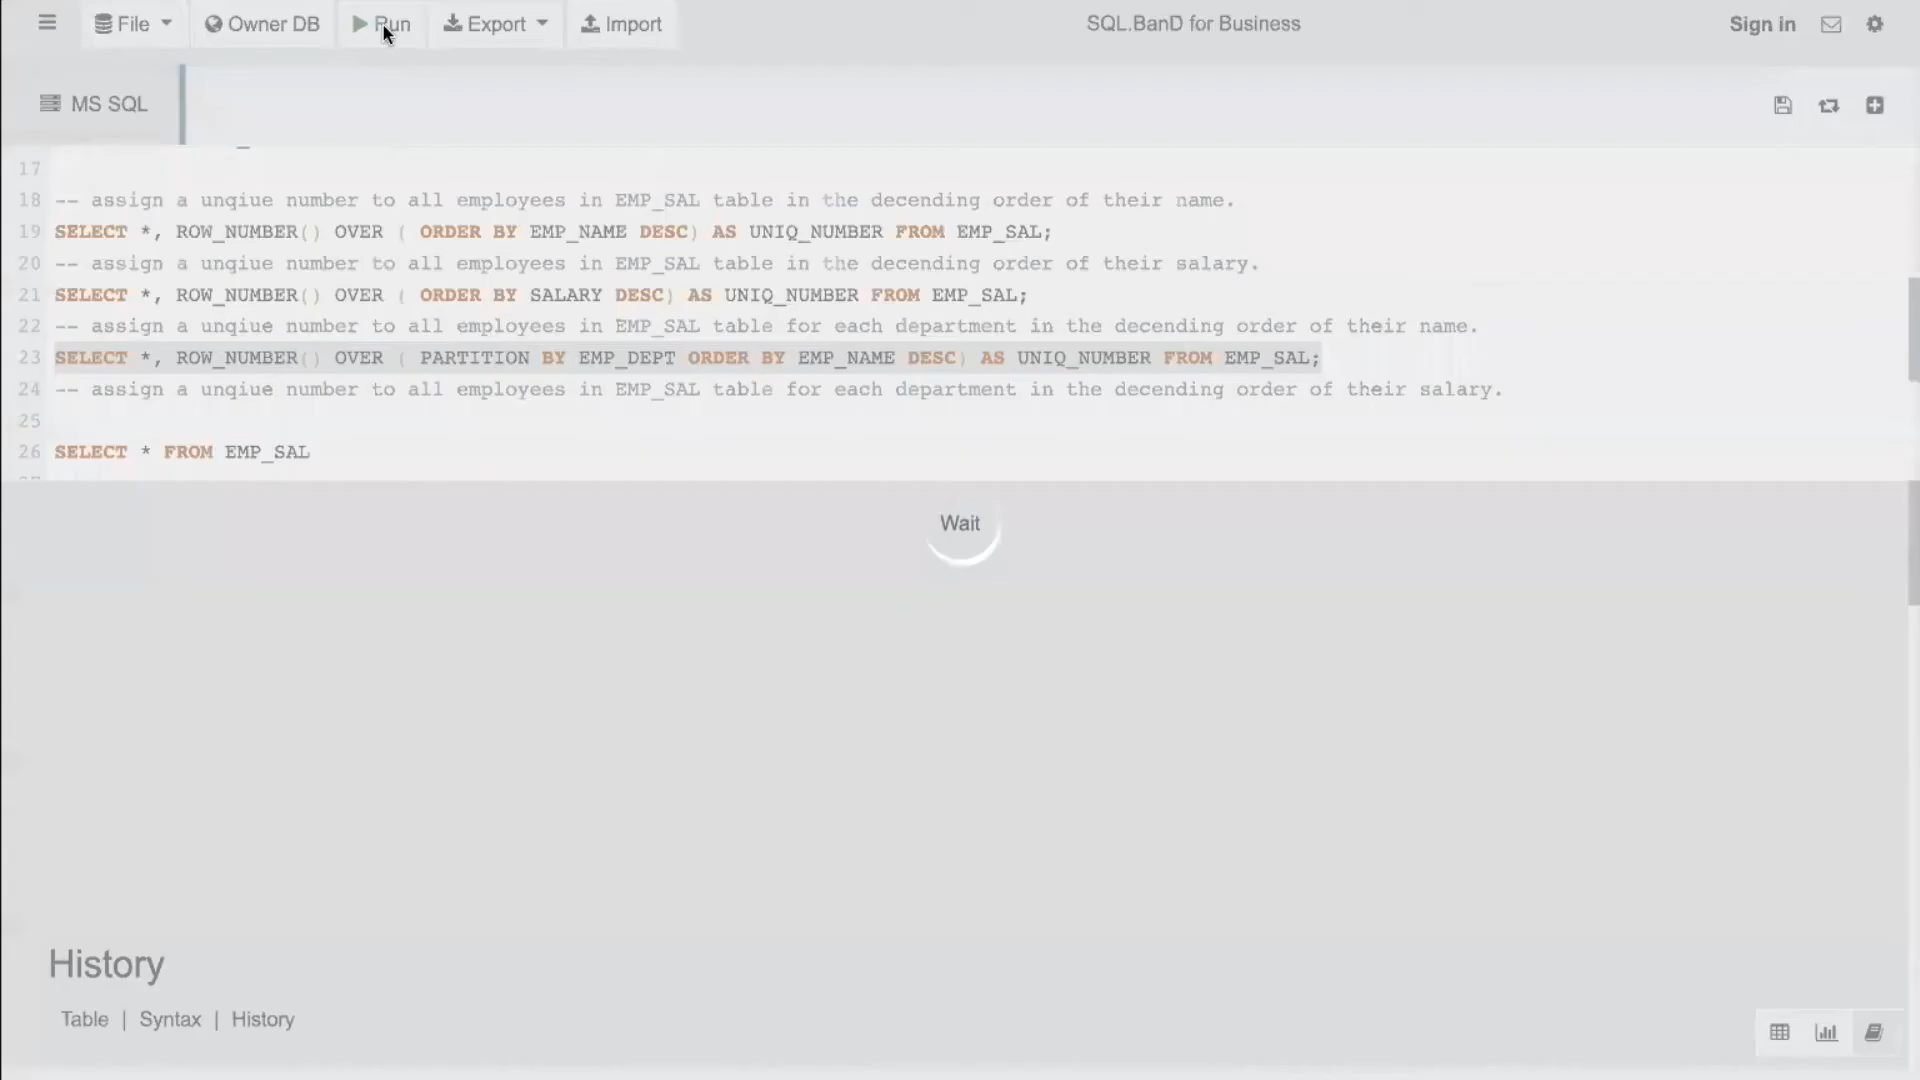 File Owner DB Run Export Import SQL.BanD for Business Sign in
MS SQL
17
18 -- assign a unqiue number to all employees in EMP_SAL table in the decending order of their name.
19 SELECT *, ROW_NUMBER() OVER ( ORDER BY EMP_NAME DESC) AS UNIQ_NUMBER FROM EMP_SAL;
20 -- assign a unqiue number to all employees in EMP_SAL table in the decending order of their salary.
21 SELECT *, ROW_NUMBER() OVER ( ORDER BY SALARY DESC) AS UNIQ_NUMBER FROM EMP_SAL;
22 -- assign a unqiue number to all employees in EMP_SAL table for each department in the decending order of their name.
23 SELECT *, ROW_NUMBER() OVER ( PARTITION BY EMP_DEPT ORDER BY EMP_NAME DESC) AS UNIQ_NUMBER FROM EMP_SAL;
24 -- assign a unqiue number to all employees in EMP_SAL table for each department in the decending order of their salary.
25
26 SELECT * FROM EMP_SAL
Wait
History
Table | Syntax | History